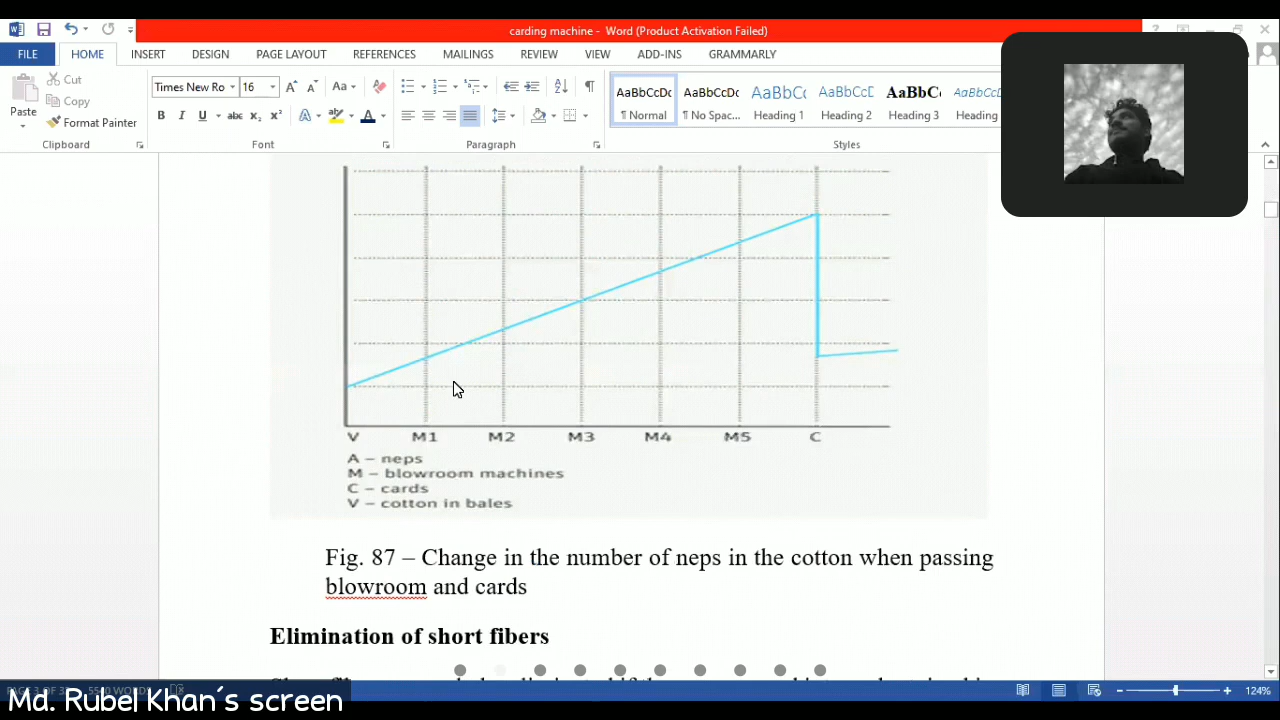 carding machine - Word (Product Activation Failed)
FILE HOME INSERT DESIGN PAGE LAYOUT REFERENCES MAILINGS REVIEW VIEW ADD-INS GRAMMARLY
Paste
Cut
Copy
Format Painter
Clipboard
Times New Ro 16
Font
Paragraph
AaBbCcDc AaBbCcDc AaBbCc AaBbCcD AaBbCc AaBbCcD
¶ Normal ¶ No Spac... Heading 1 Heading 2 Heading 3 Heading
Styles
V M1 M2 M3 M4 M5 C
A – neps
M – blowroom machines
C – cards
V – cotton in bales
Fig. 87 – Change in the number of neps in the cotton when passing
blowroom and cards
Elimination of short fibers
Md. Rubel Khan's screen
124%